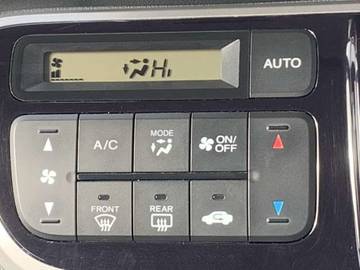 Hi
AUTO
A/C
MODE
ON/
OFF
FRONT
REAR